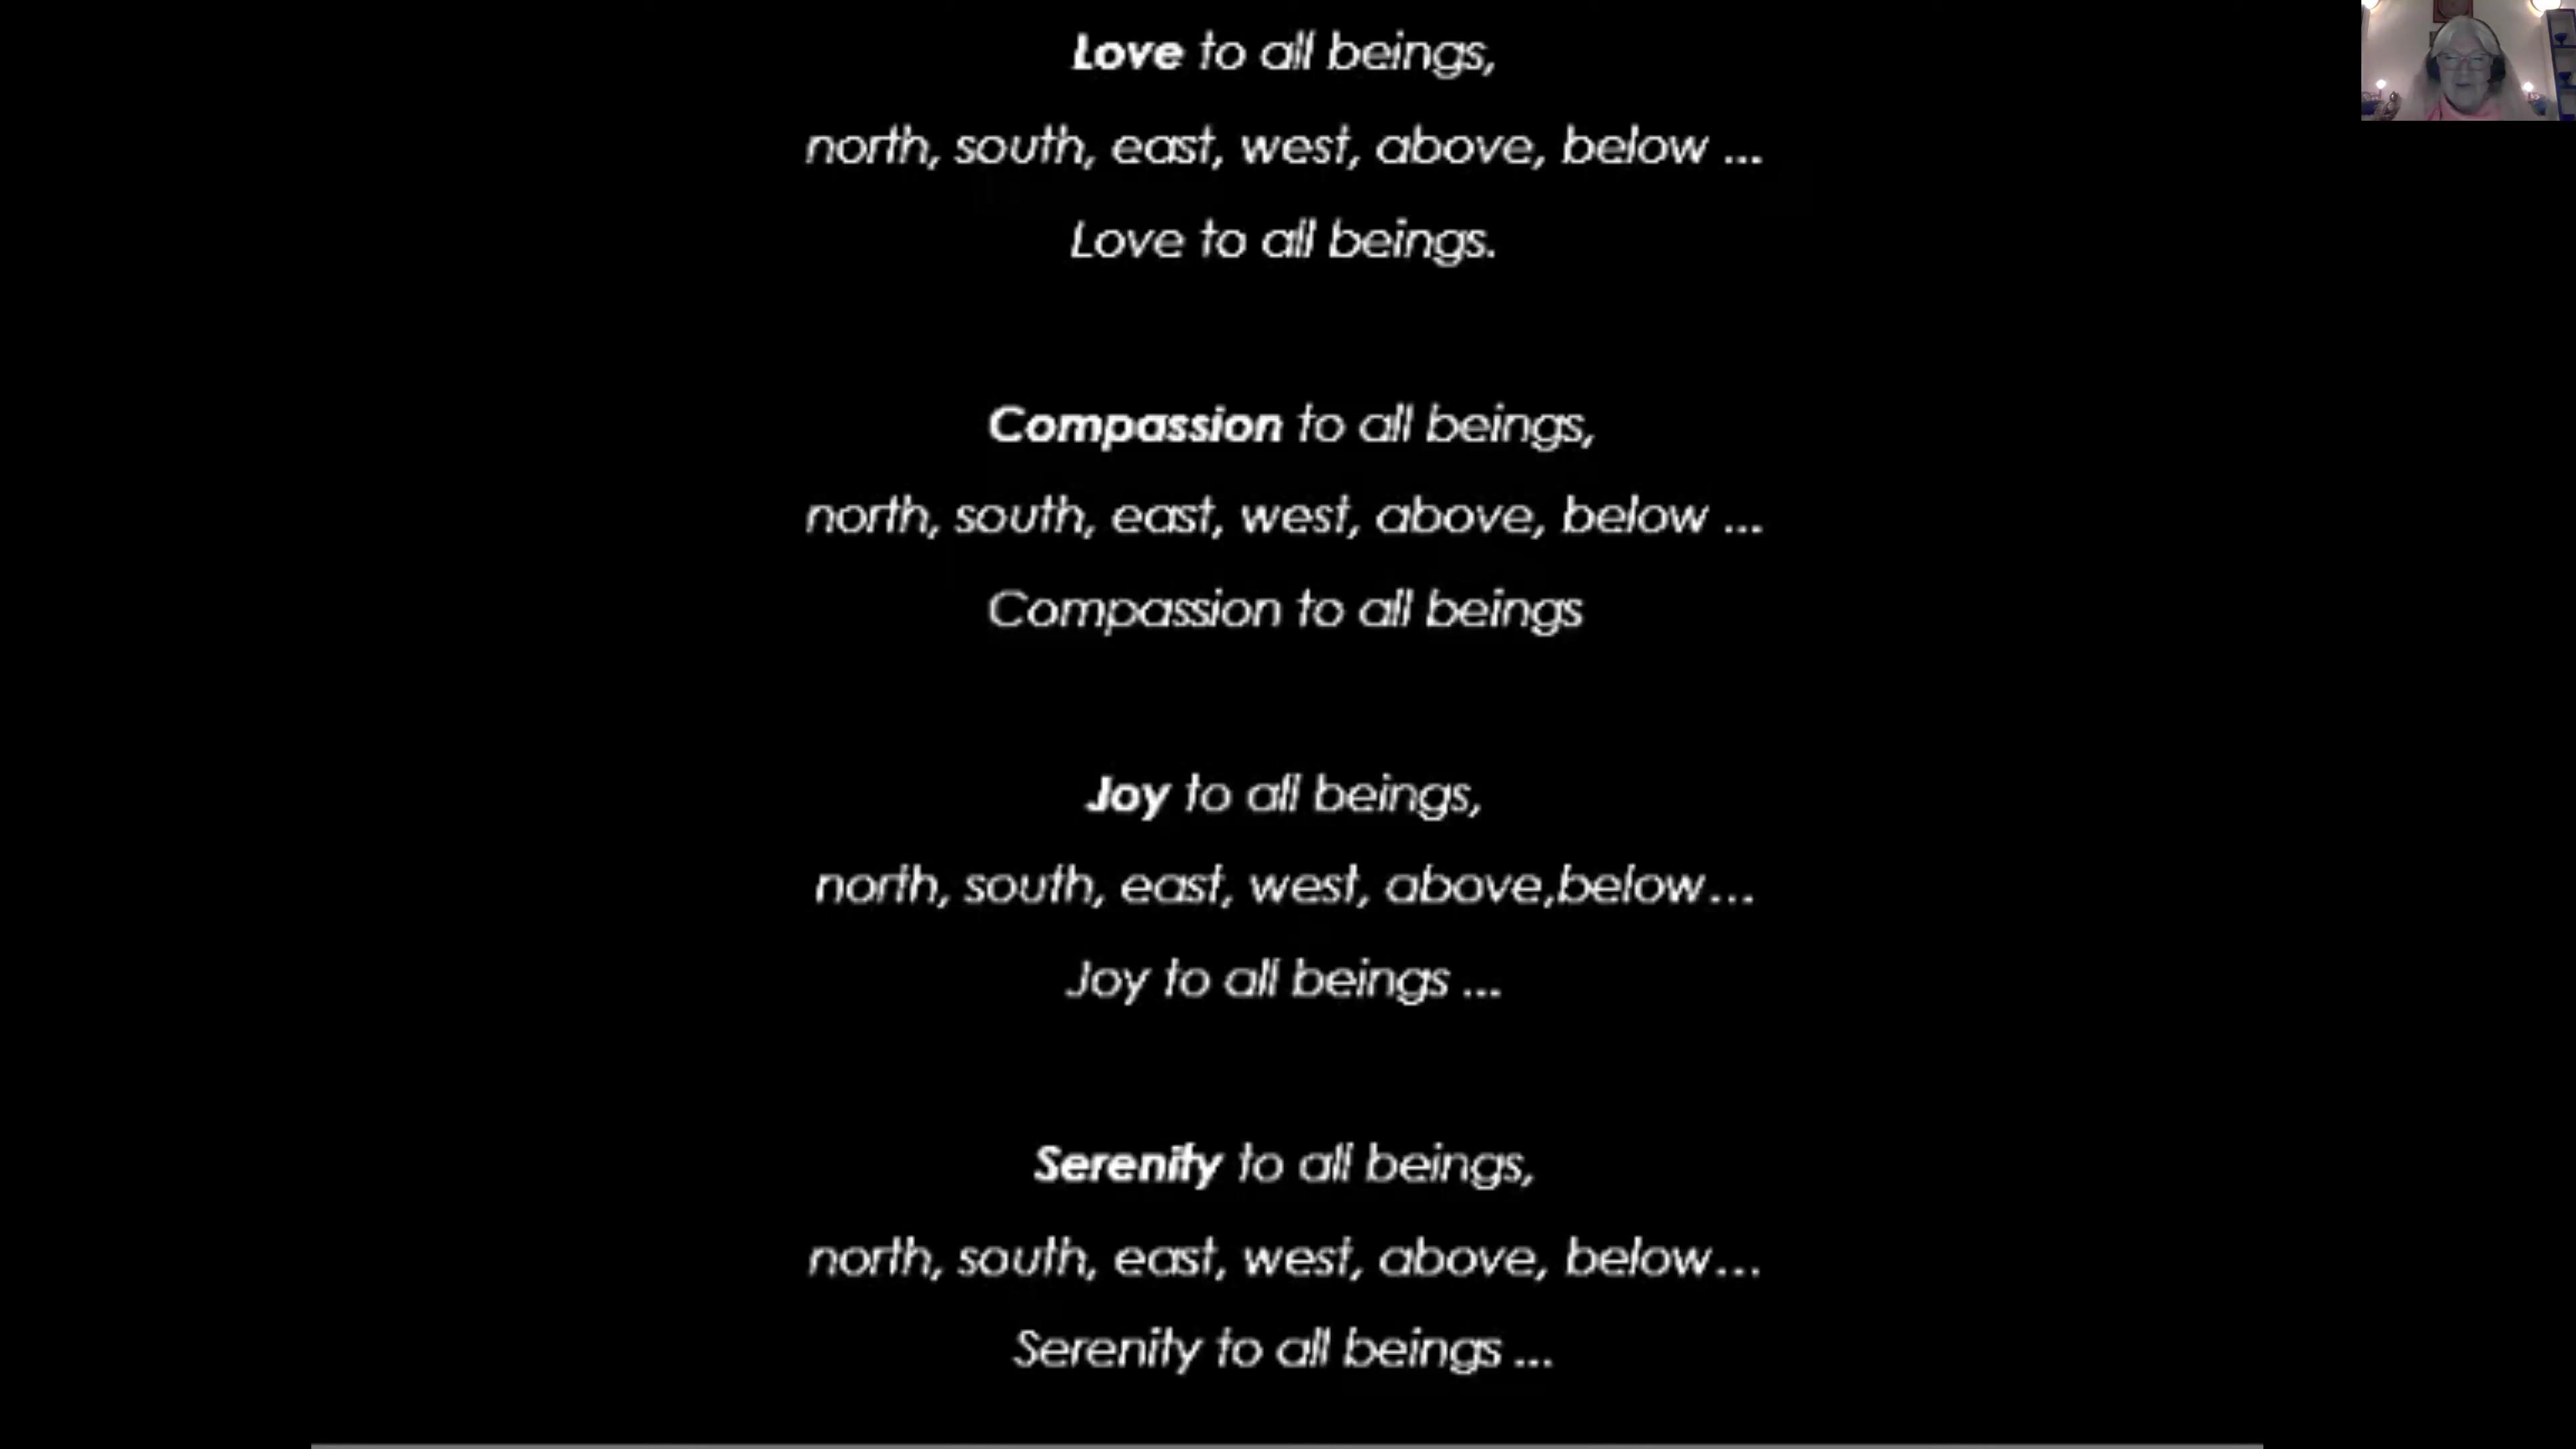 Love to all beings,
north, south, east, west, above, below ...
Love to all beings.
Compassion to all beings,
north, south, east, west, above, below ...
Compassion to all beings
Joy to all beings,
north, south, east, west, above,below...
Joy to all beings ...
Serenity to all beings,
north, south, east, west, above, below...
Serenity to all beings ...